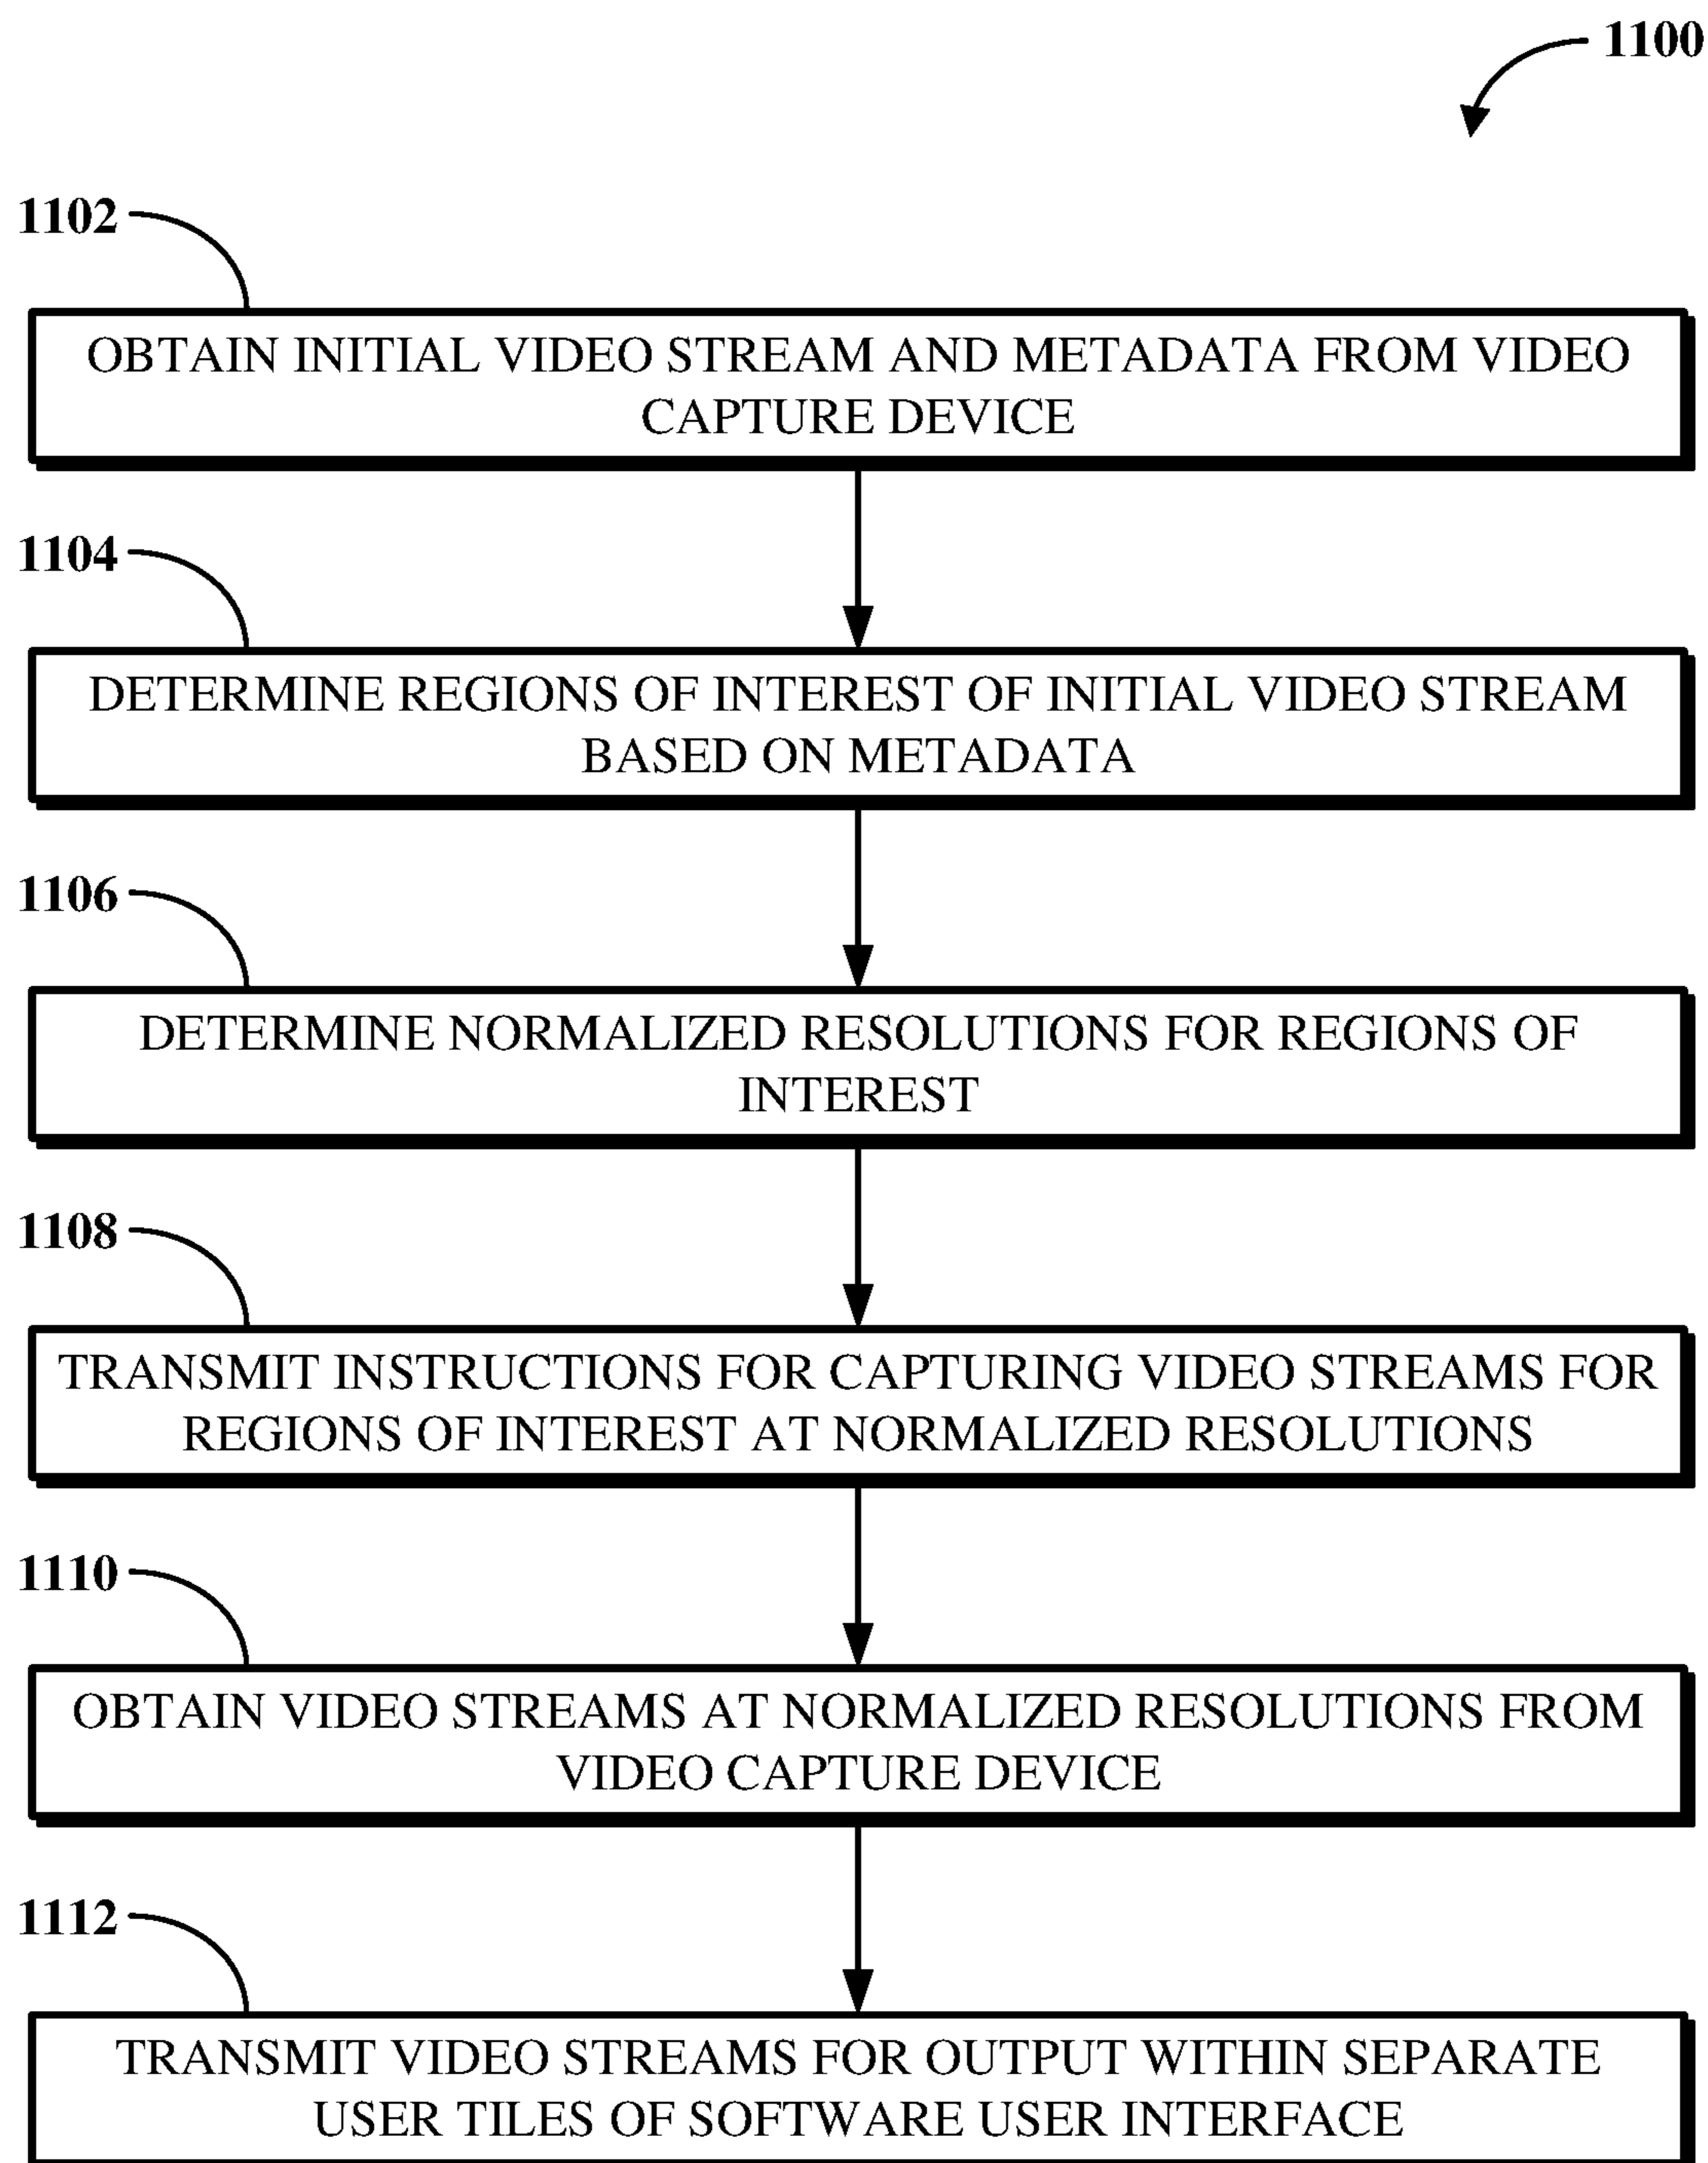 1100
1102
OBTAIN INITIAL VIDEO STREAM AND METADATA FROM VIDEO
CAPTURE DEVICE
1104
DETERMINE REGIONS OF INTEREST OF INITIAL VIDEO STREAM
BASED ON METADATA
1106
DETERMINE NORMALIZED RESOLUTIONS FOR REGIONS OF
INTEREST
1108
TRANSMIT INSTRUCTIONS FOR CAPTURING VIDEO STREAMS FOR
REGIONS OF INTEREST AT NORMALIZED RESOLUTIONS
1110
OBTAIN VIDEO STREAMS AT NORMALIZED RESOLUTIONS FROM
VIDEO CAPTURE DEVICE
1112
TRANSMIT VIDEO STREAMS FOR OUTPUT WITHIN SEPARATE
USER TILES OF SOFTWARE USER INTERFACE